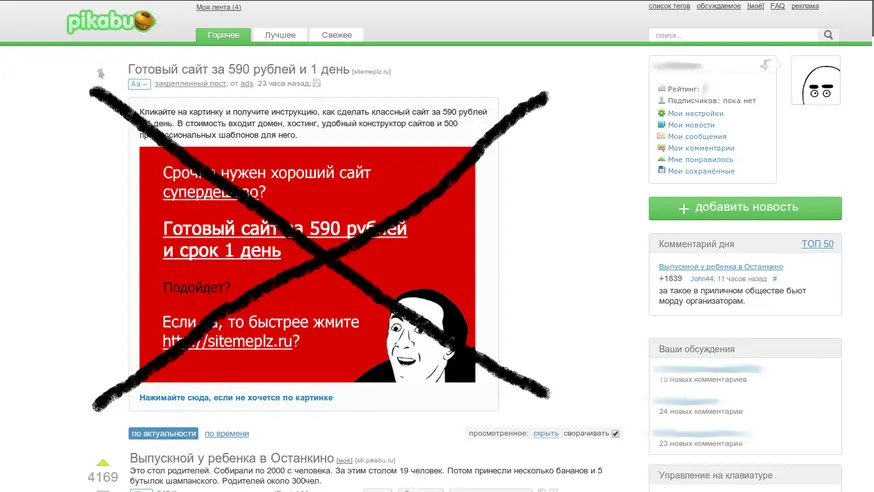 Моя лента (4)
список тегов обсуждаемое [моё] FAQ реклама
pikabu
Горячее Лучшее Свежее
поиск...
Готовый сайт за 590 рублей и 1 день [sitemeplz.ru]
Aa — закрепленный пост; от ads 23 часа назад;
Кликайте на картинку и получите инструкцию, как сделать классный сайт за 590 рублей
1 день. В стоимость входит домен, хостинг, удобный конструктор сайтов и 500
профессиональных шаблонов для него.
Срочно нужен хороший сайт
супердешево?
Готовый сайт за 590 рублей
и срок 1 день
Подойдет?
Если да, то быстрее жмите
http://sitemeplz.ru?
Нажимайте сюда, если не хочется по картинке
Рейтинг:
Подписчиков: пока нет
Мои настройки
Мои новости
Мои сообщения
Мои комментарии
Мне понравилось
Мои сохранённые
+ добавить новость
Комментарий дня ТОП 50
Выпускной у ребенка в Останкино
+1839 John44; 11 часов назад #
за такое в приличном обществе бьют
морду организаторам.
Ваши обсуждения
15 новых комментариев
24 новых комментария
23 новых комментария
Управление на клавиатуре
по актуальности по времени
просмотренное: скрыть сворачивать
4169
Выпускной у ребенка в Останкино [моё] [s6.pikabu.ru]
Это стол родителей. Собирали по 2000 с человека. За этим столом 19 человек. Потом принесли несколько бананов и 5
бутылок шампанского. Родителей около 300чел.